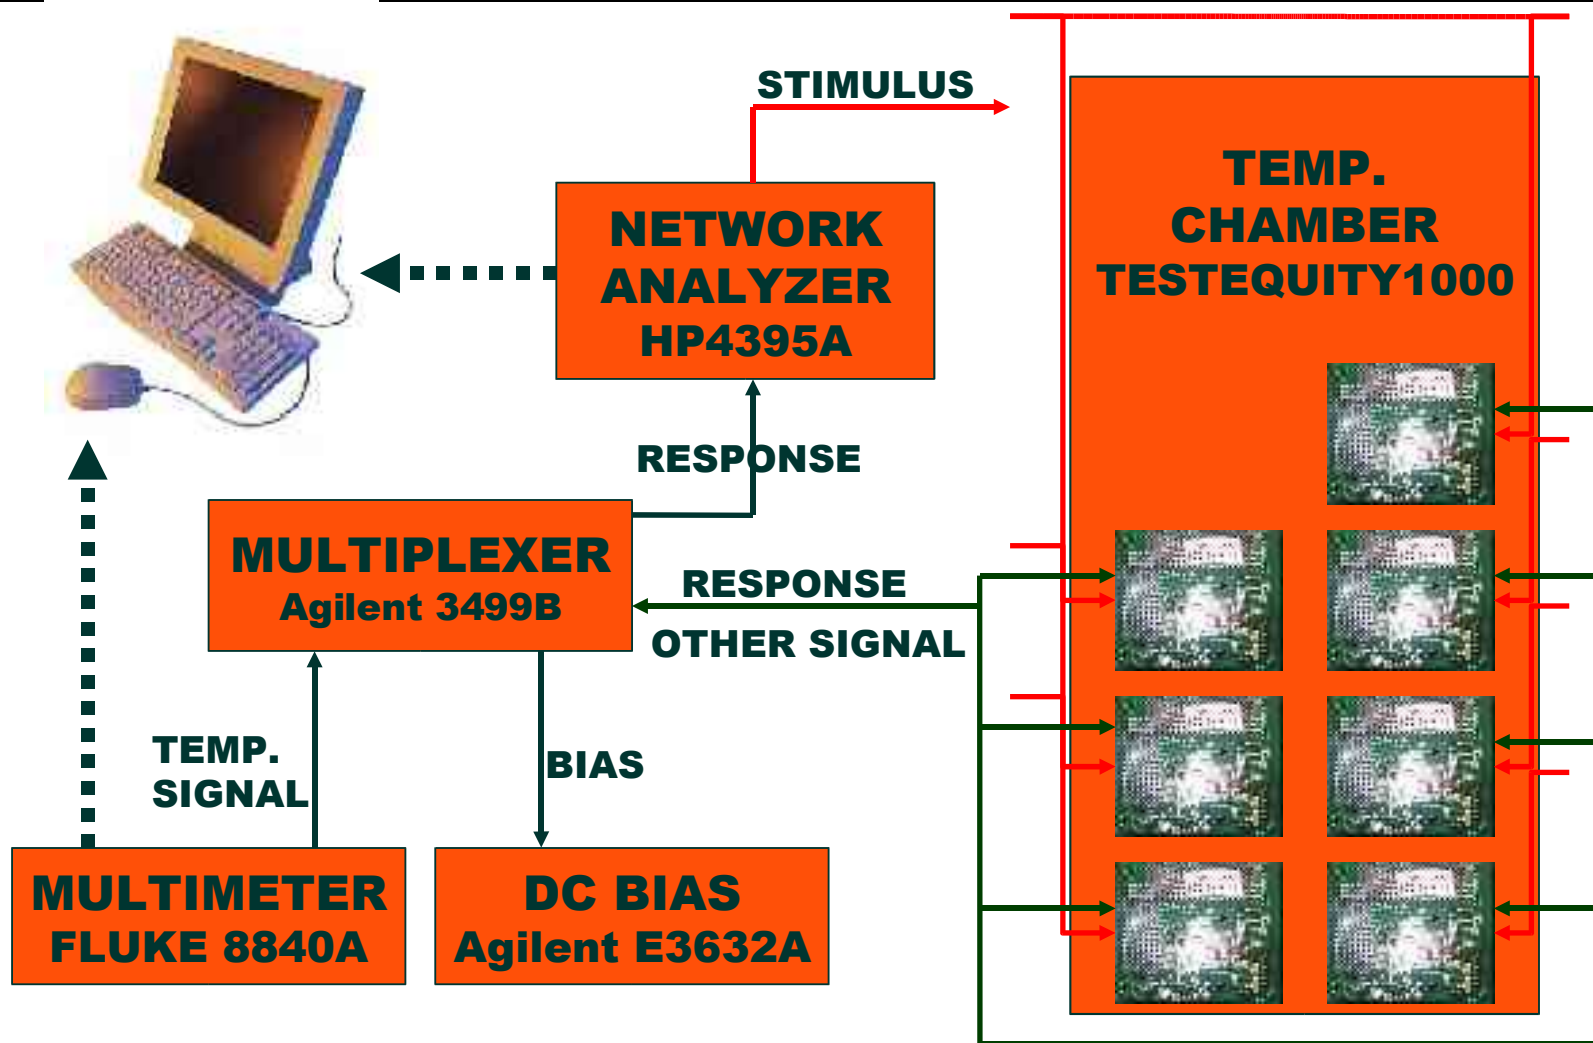 STIMULUS
NETWORK
ANALYZER
HP4395A
TEMP.
CHAMBER
TESTEQUITY1000
RESPONSE
MULTIPLEXER
Agilent 3499B
RESPONSE
OTHER SIGNAL
TEMP.
SIGNAL
BIAS
MULTIMETER
FLUKE 8840A
DC BIAS
Agilent E3632A